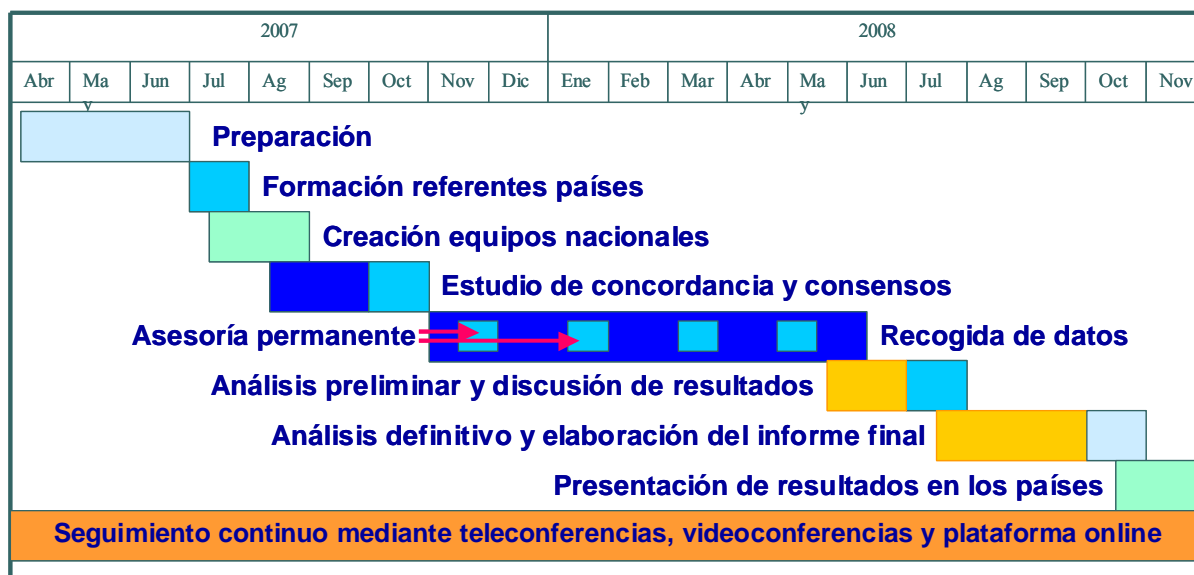 2007 2008
Abr May Jun Jul Ag Sep Oct Nov Dic Ene Feb Mar Abr May Jun Jul Ag Sep Oct Nov
Preparación
Formación referentes países
Creación equipos nacionales
Estudio de concordancia y consensos
Asesoría permanente Recogida de datos
Análisis preliminar y discusión de resultados
Análisis definitivo y elaboración del informe final
Presentación de resultados en los países
Seguimiento continuo mediante teleconferencias, videoconferencias y plataforma online